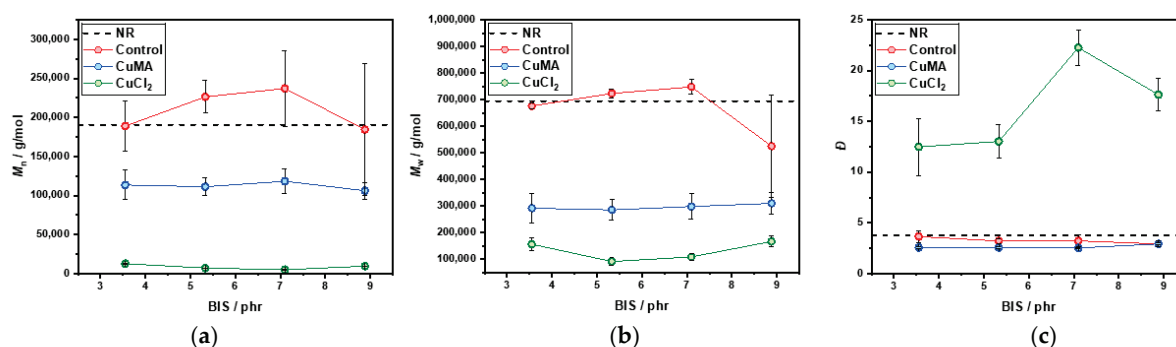 NR
Control
CuMA
CuCl₂
300,000
250,000
200,000
150,000
100,000
50,000
0
Mₙ / g/mol
3 4 5 6 7 8 9
BIS / phr
(a)
NR
Control
CuMA
CuCl₂
1,000,000
900,000
800,000
700,000
600,000
500,000
400,000
300,000
200,000
100,000
M_w / g/mol
3 4 5 6 7 8 9
BIS / phr
(b)
NR
Control
CuMA
CuCl₂
25
20
15
10
5
0
Đ
3 4 5 6 7 8 9
BIS / phr
(c)